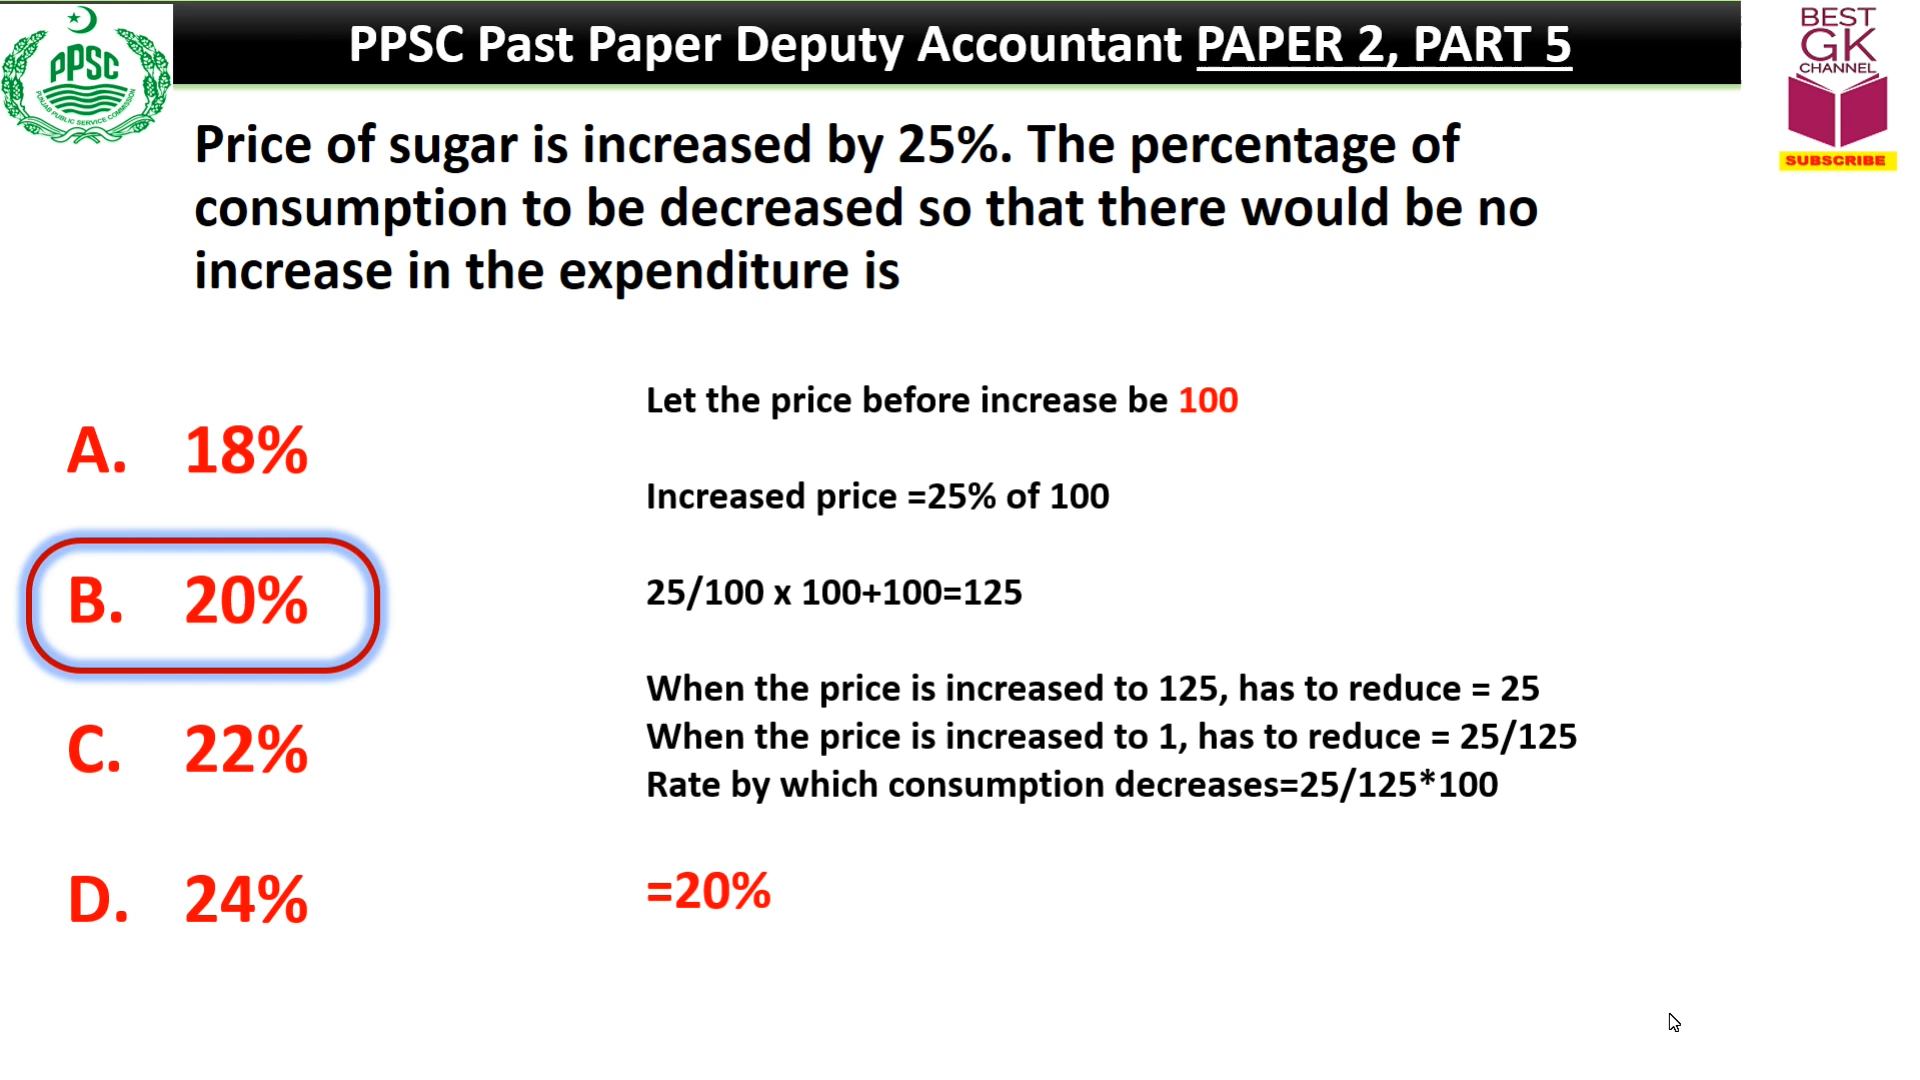 PPSC Past Paper Deputy Accountant PAPER 2, PART 5
PPSC
PUNJAB PUBLIC SERVICE COMMISSION
BEST
GK
CHANNEL
SUBSCRIBE
Price of sugar is increased by 25%. The percentage of
consumption to be decreased so that there would be no
increase in the expenditure is
A. 18%
B. 20%
C. 22%
D. 24%
Let the price before increase be 100
Increased price =25% of 100
25/100 x 100+100=125
When the price is increased to 125, has to reduce = 25
When the price is increased to 1, has to reduce = 25/125
Rate by which consumption decreases=25/125*100
=20%